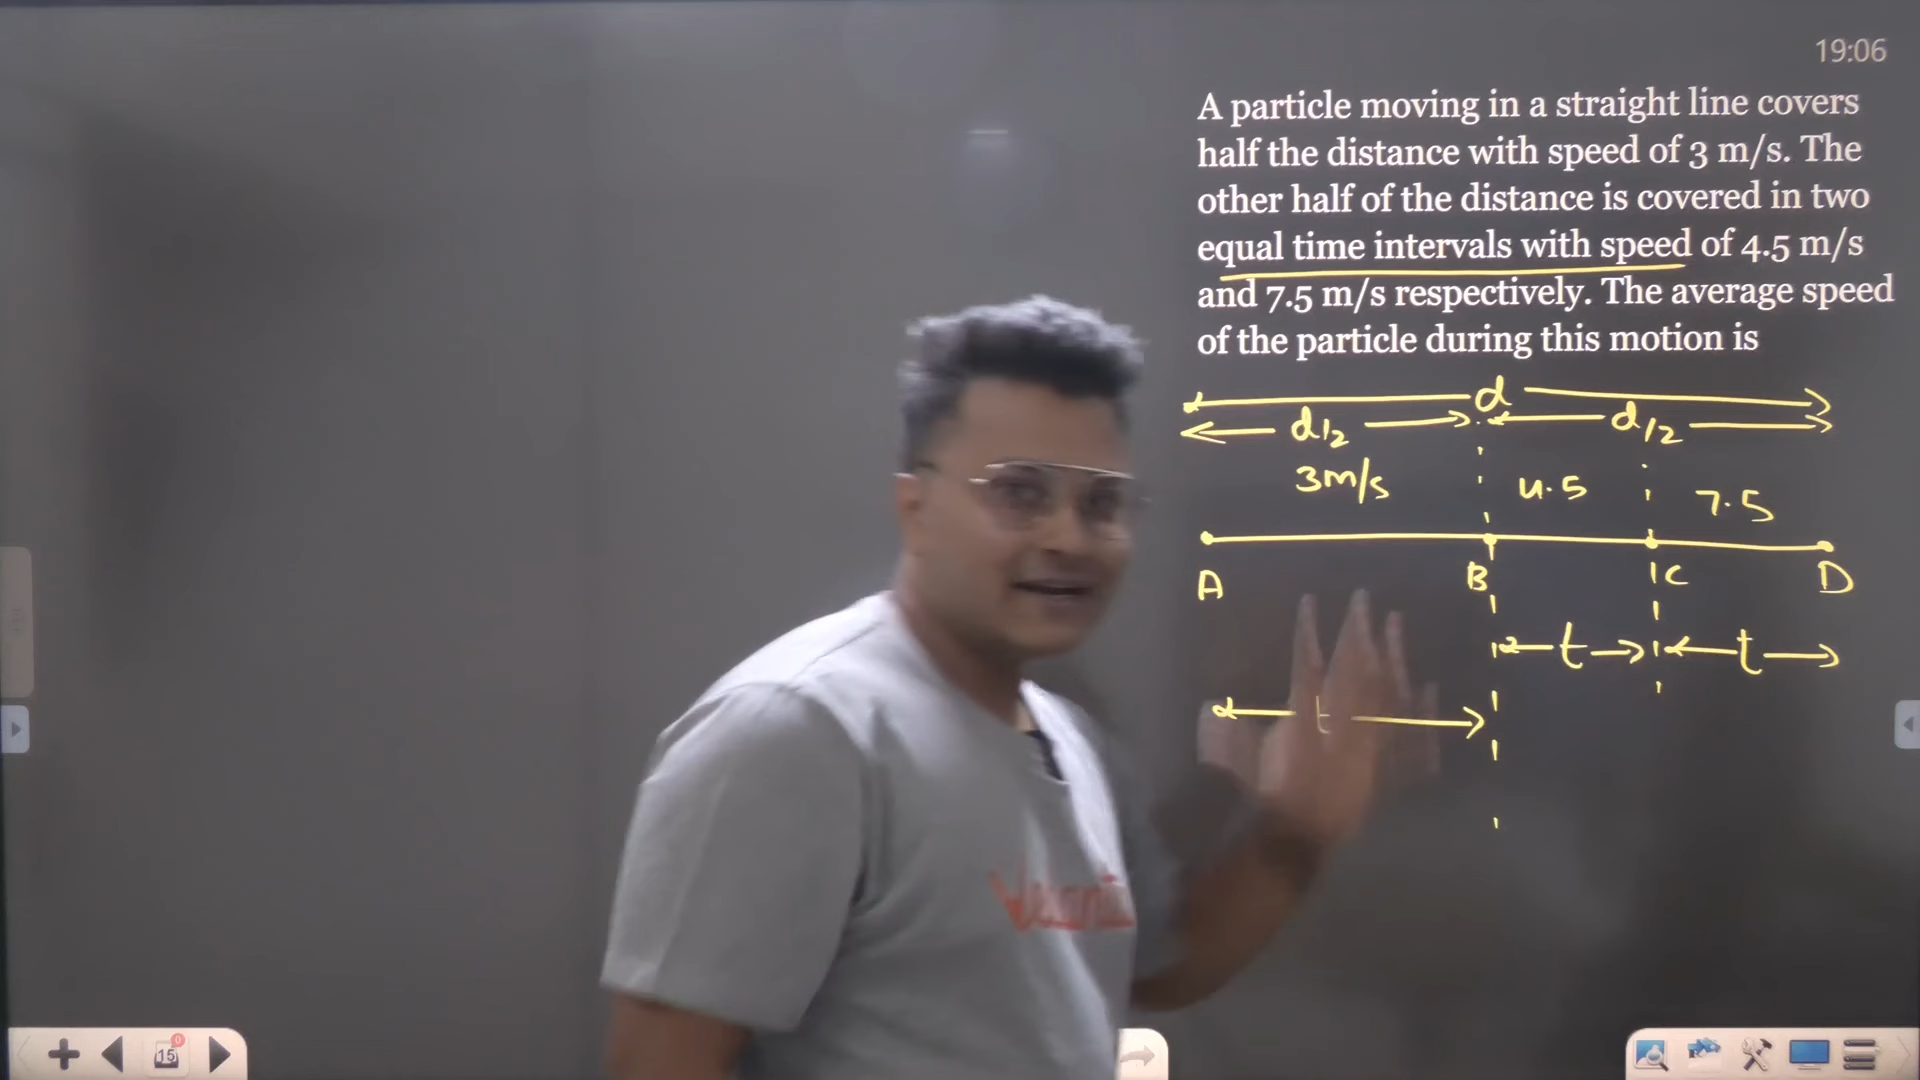 19:06
A particle moving in a straight line covers
half the distance with speed of 3 m/s. The
other half of the distance is covered in two
equal time intervals with speed of 4.5 m/s
and 7.5 m/s respectively. The average speed
of the particle during this motion is
d
d/2 d/2
3m/s 4.5 7.5
A B C D
t t
t
15
0